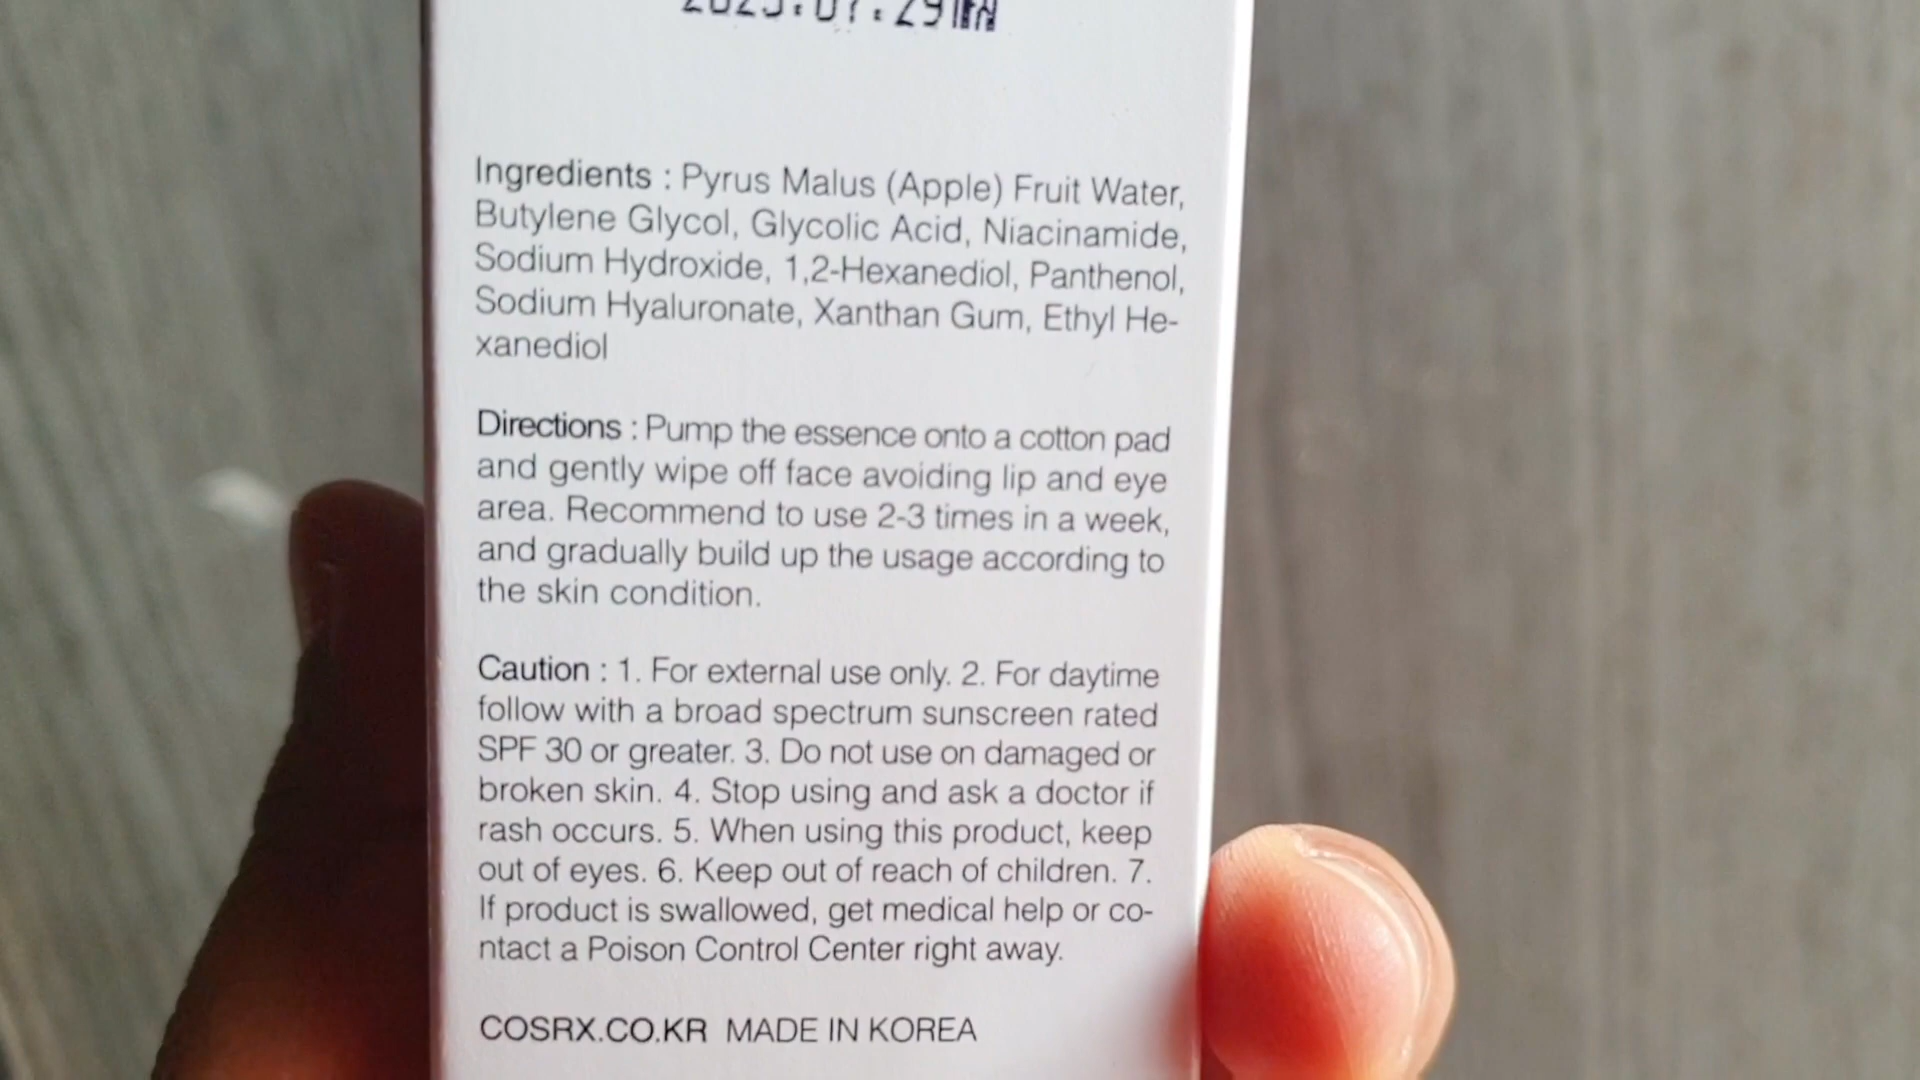 Ingredients : Pyrus Malus (Apple) Fruit Water,
Butylene Glycol, Glycolic Acid, Niacinamide,
Sodium Hydroxide, 1,2-Hexanediol, Panthenol,
Sodium Hyaluronate, Xanthan Gum, Ethyl He-
xanediol
Directions : Pump the essence onto a cotton pad
and gently wipe off face avoiding lip and eye
area. Recommend to use 2-3 times in a week,
and gradually build up the usage according to
the skin condition.
Caution : 1. For external use only. 2. For daytime
follow with a broad spectrum sunscreen rated
SPF 30 or greater. 3. Do not use on damaged or
broken skin. 4. Stop using and ask a doctor if
rash occurs. 5. When using this product, keep
out of eyes. 6. Keep out of reach of children. 7.
If product is swallowed, get medical help or co-
ntact a Poison Control Center right away.
COSRX.CO.KR MADE IN KOREA